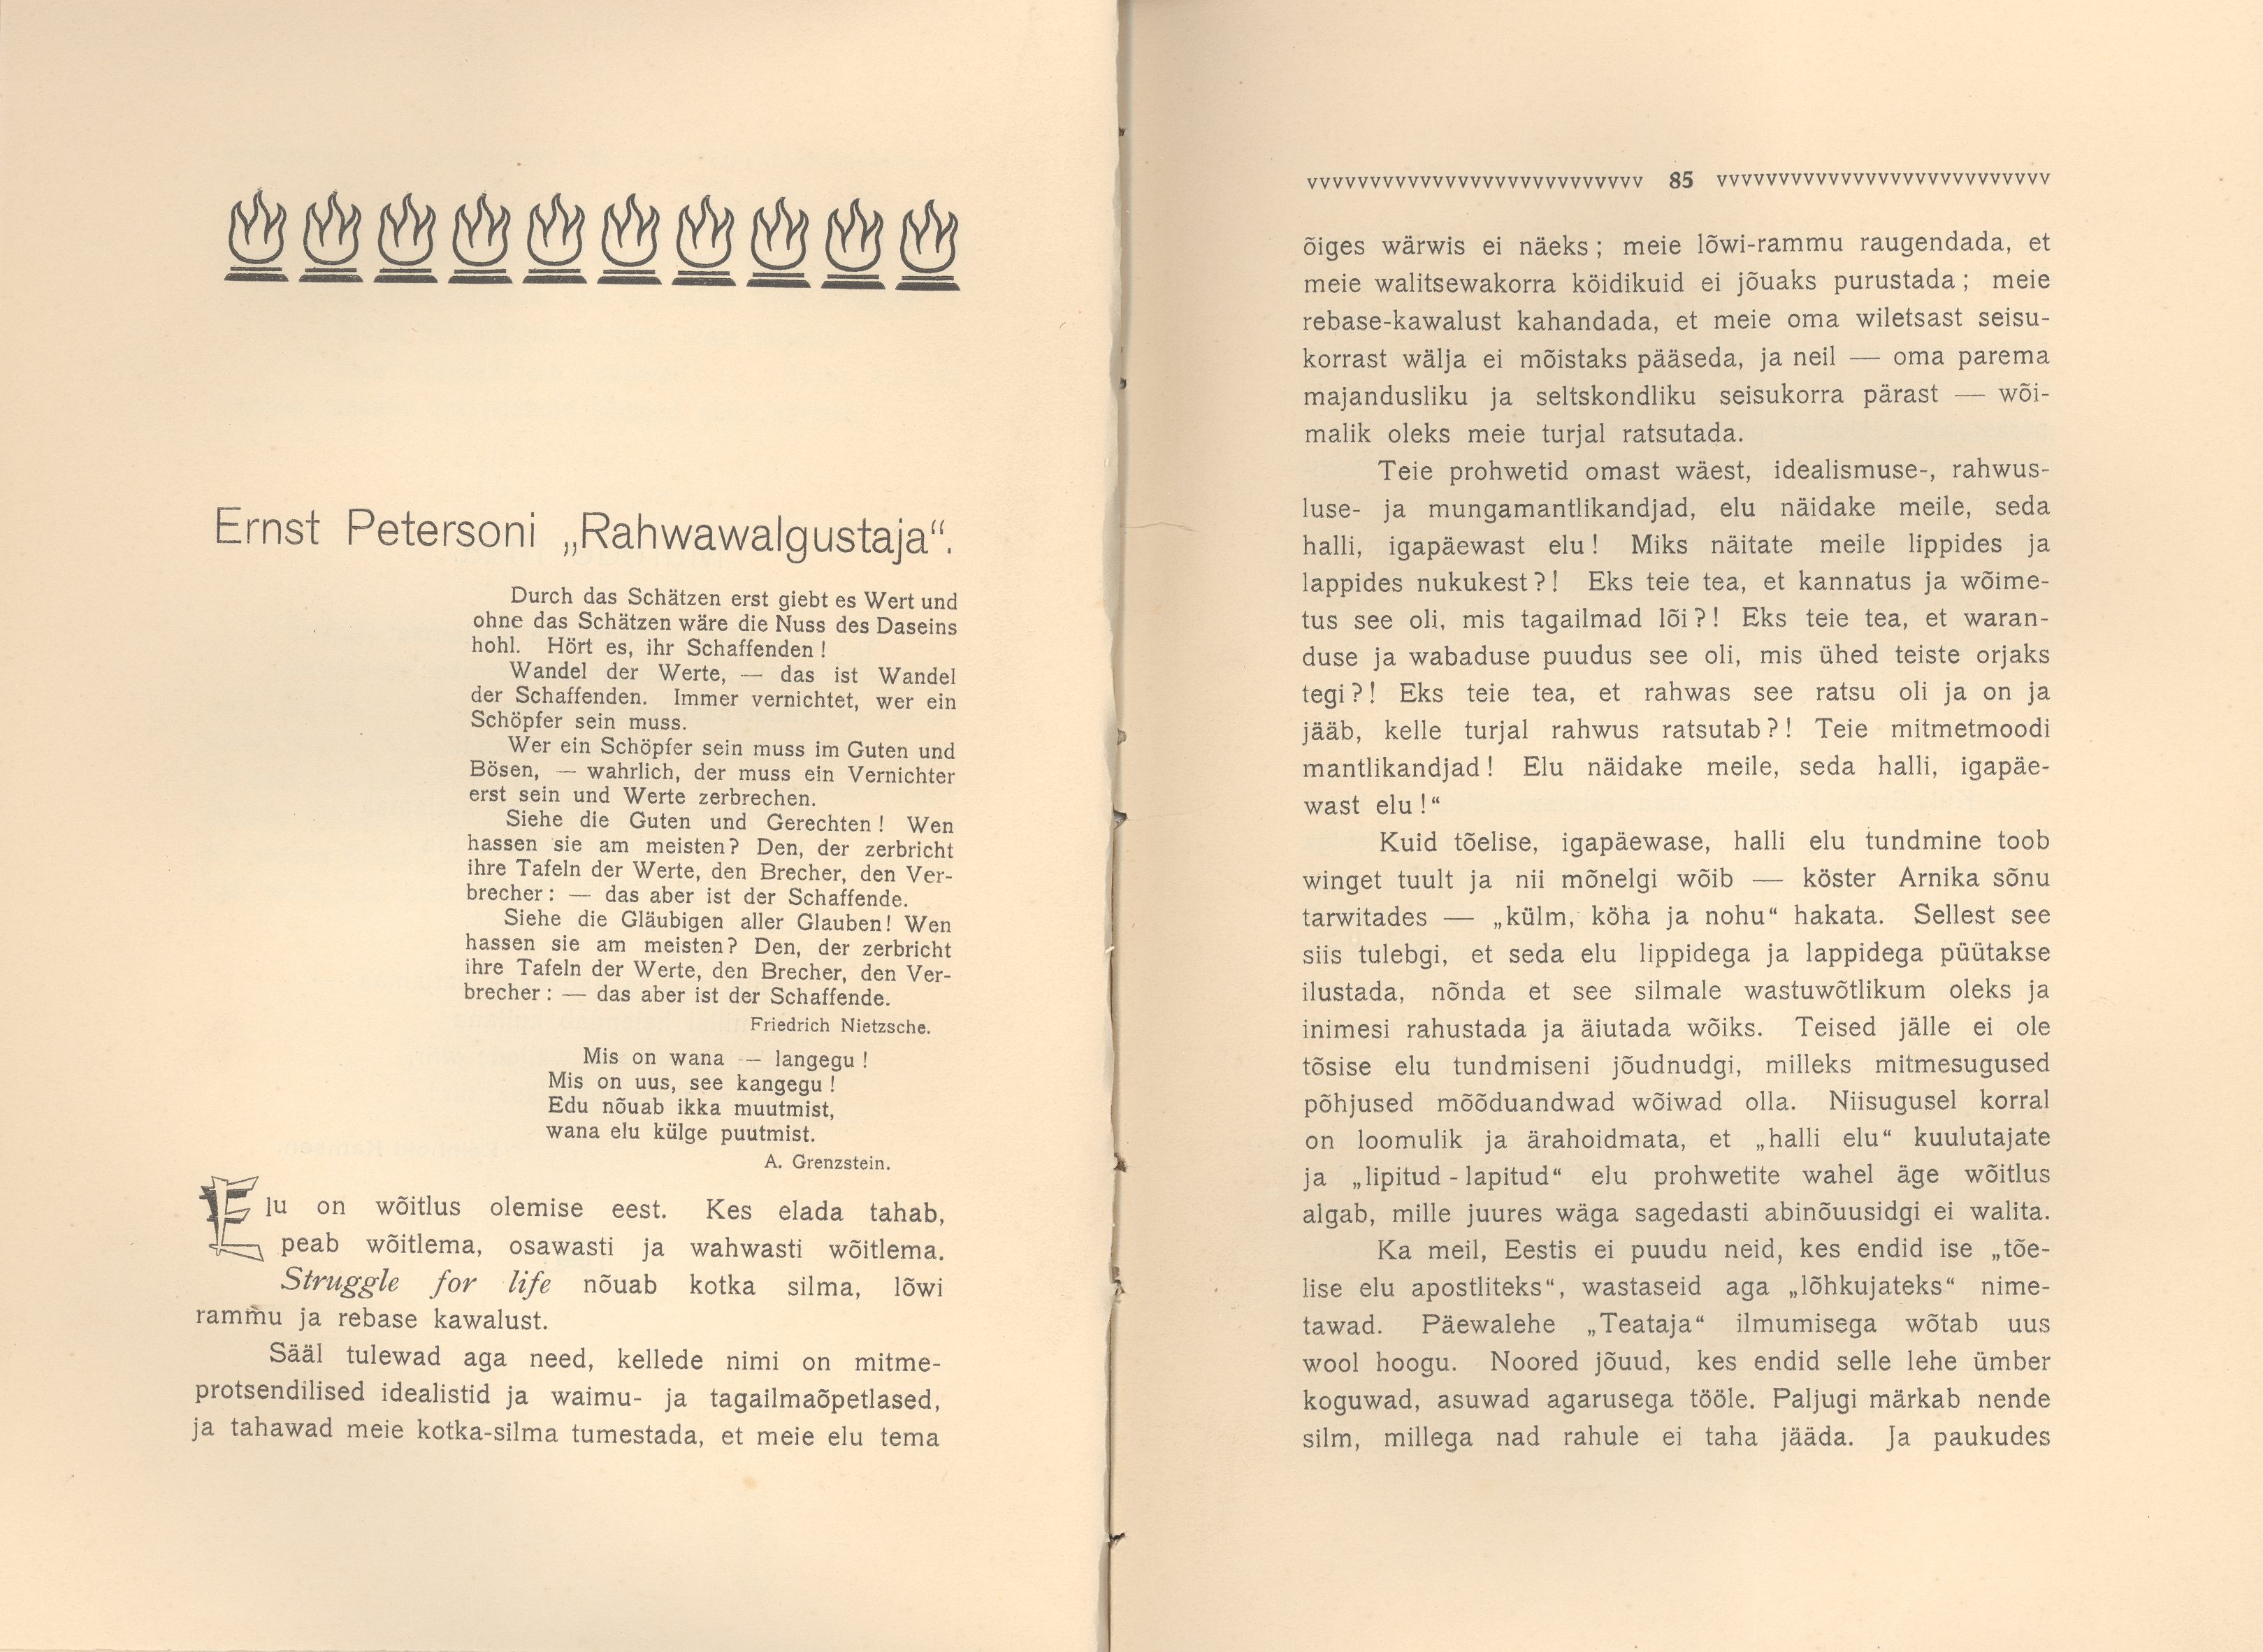 Ernst Petersoni „Rahwawalgustaja“.
Durch das Schätzen erst giebt es Wert und
ohne das Schätzen wäre die Nuss des Daseins
hohl. Hört es, ihr Schaffenden!
Wandel der Werte, — das ist Wandel
der Schaffenden. Immer vernichtet, wer ein
Schöpfer sein muss.
Wer ein Schöpfer sein muss im Guten und
Bösen, — wahrlich, der muss ein Vernichter
erst sein und Werte zerbrechen.
Siehe die Guten und Gerechten! Wen
hassen sie am meisten? Den, der zerbricht
ihre Tafeln der Werte, den Brecher, den Ver-
brecher: — das aber ist der Schaffende.
Siehe die Gläubigen aller Glauben! Wen
hassen sie am meisten? Den, der zerbricht
ihre Tafeln der Werte, den Brecher, den Ver-
brecher: — das aber ist der Schaffende.
Friedrich Nietzsche.
Mis on wana — langegu!
Mis on uus, see kangegu!
Edu nõuab ikka muutmist,
wana elu külge puutmist.
A. Grenzstein.
Elu on wõitlus olemise eest. Kes elada tahab,
peab wõitlema, osawasti ja wahwasti wõitlema.
Struggle for life nõuab kotka silma, lõwi
rammu ja rebase kawalust.
Sääl tulewad aga need, kellede nimi on mitme-
protsendilised idealistid ja waimu- ja tagailmaõpetlased,
ja tahawad meie kotka-silma tumestada, et meie elu tema
vvvvvvvvvvvvvvvvvvvvvvvvvvv 85 vvvvvvvvvvvvvvvvvvvvvvvvvvv
õiges wärwis ei näeks; meie lõwi-rammu raugendada, et
meie walitsewakorra köidikuid ei jõuaks purustada; meie
rebase-kawalust kahandada, et meie oma wiletsast seisu-
korrast wälja ei mõistaks pääseda, ja neil — oma parema
majandusliku ja seltskondliku seisukorra pärast — wõi-
malik oleks meie turjal ratsutada.
Teie prohwetid omast wäest, idealismuse-, rahwus-
luse- ja mungamantlikandjad, elu näidake meile, seda
halli, igapäewast elu! Miks näitate meile lippides ja
lappides nukukest?! Eks teie tea, et kannatus ja wõime-
tus see oli, mis tagailmad lõi?! Eks teie tea, et waran-
duse ja wabaduse puudus see oli, mis ühed teiste orjaks
tegi?! Eks teie tea, et rahwas see ratsu oli ja on ja
jääb, kelle turjal rahwus ratsutab?! Teie mitmetmoodi
mantlikandjad! Elu näidake meile, seda halli, igapäe-
wast elu!“
Kuid tõelise, igapäewase, halli elu tundmine toob
winget tuult ja nii mõnelgi wõib — köster Arnika sõnu
tarwitades — „külm, köha ja nohu“ hakata. Sellest see
siis tulebgi, et seda elu lippidega ja lappidega püütakse
ilustada, nõnda et see silmale wastuwõtlikum oleks ja
inimesi rahustada ja äiutada wõiks. Teised jälle ei ole
tõsise elu tundmiseni jõudnudgi, milleks mitmesugused
põhjused mõõduandwad wõiwad olla. Niisugusel korral
on loomulik ja ärahoidmata, et „halli elu“ kuulutajate
ja „lipitud - lapitud“ elu prohwetite wahel äge wõitlus
algab, mille juures wäga sagedasti abinõuusidgi ei walita.
Ka meil, Eestis ei puudu neid, kes endid ise „tõe-
lise elu apostliteks“, wastaseid aga „lõhkujateks“ nime-
tawad. Päewalehe „Teataja“ ilmumisega wõtab uus
wool hoogu. Noored jõuud, kes endid selle lehe ümber
koguwad, asuwad agarusega tööle. Paljugi märkab nende
silm, millega nad rahule ei taha jääda. Ja paukudes